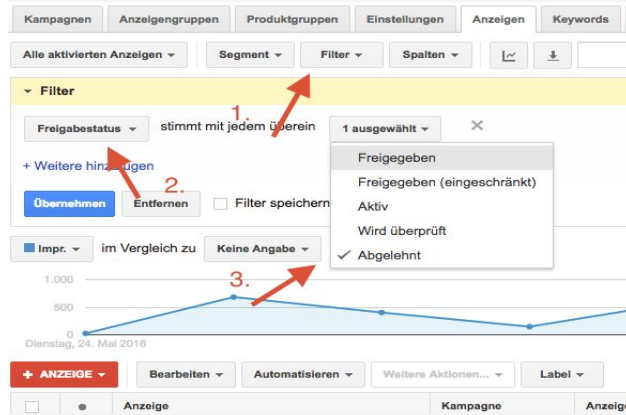 Kampagnen Anzeigengruppen Produktgruppen Einstellungen Anzeigen Keywords
Alle aktivierten Anzeigen Segment Filter Spalten
Filter
1.
Freigabestatus stimmt mit jedem überein 1 ausgewählt
Freigegeben
+ Weitere hinzufügen
2.
Freigegeben (eingeschränkt)
Übernehmen Entfernen Filter speichern
Aktiv
Wird überprüft
Impr. im Vergleich zu Keine Angabe
Abgelehnt
3.
1.000
500
0
Dienstag, 24. Mai 2016
+ ANZEIGE Bearbeiten Automatisieren Weitere Aktionen... Label
Anzeige Kampagne Anzeige